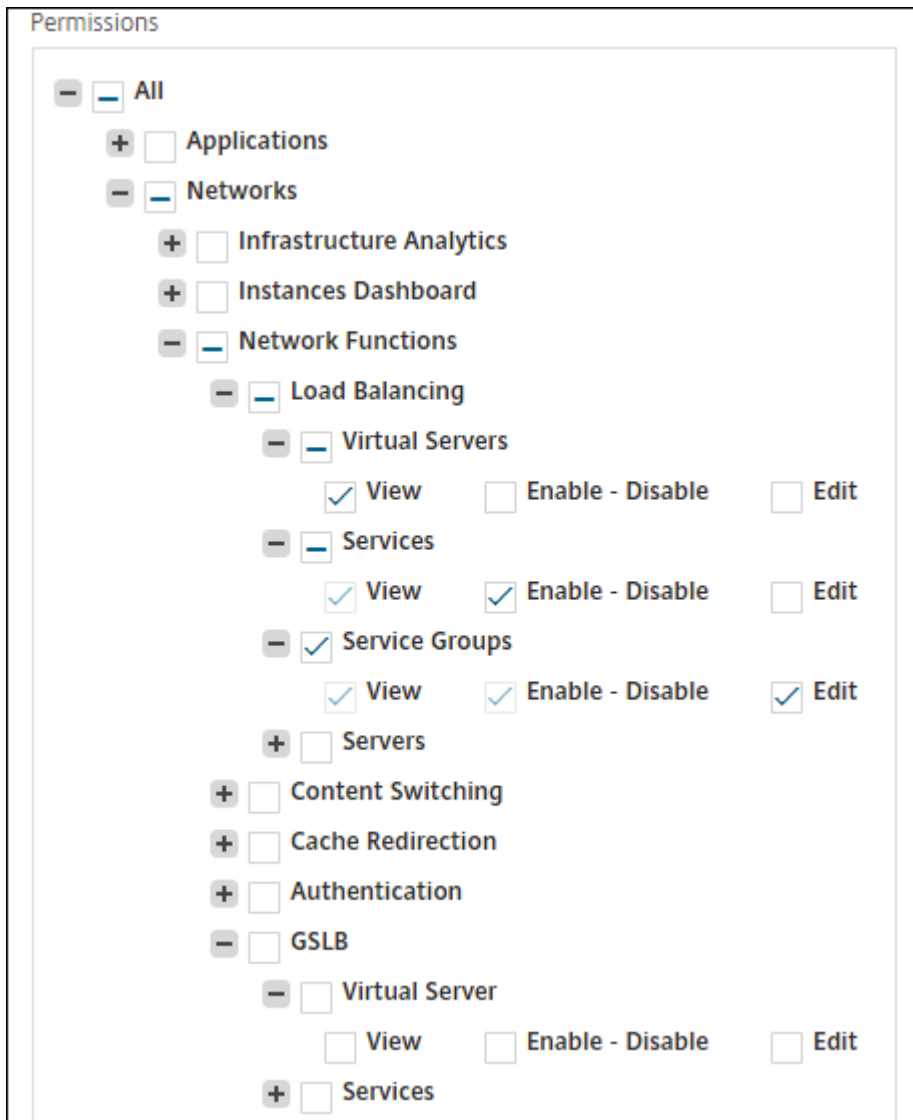 Permissions
All
Applications
Networks
Infrastructure Analytics
Instances Dashboard
Network Functions
Load Balancing
Virtual Servers
View Enable - Disable Edit
Services
View Enable - Disable Edit
Service Groups
View Enable - Disable Edit
Servers
Content Switching
Cache Redirection
Authentication
GSLB
Virtual Server
View Enable - Disable Edit
Services